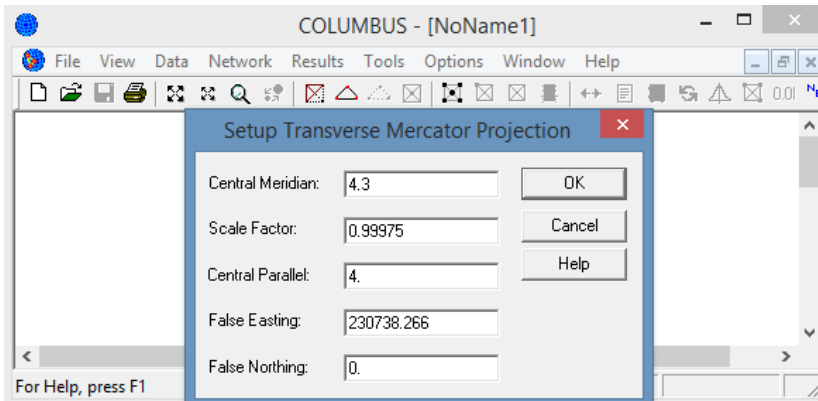 COLUMBUS - [NoName1]
File View Data Network Results Tools Options Window Help
0.01
Setup Transverse Mercator Projection
Central Meridian: 4.3 OK
Scale Factor: 0.99975 Cancel
Central Parallel: 4. Help
False Easting: 230738.266
False Northing: 0.
For Help, press F1